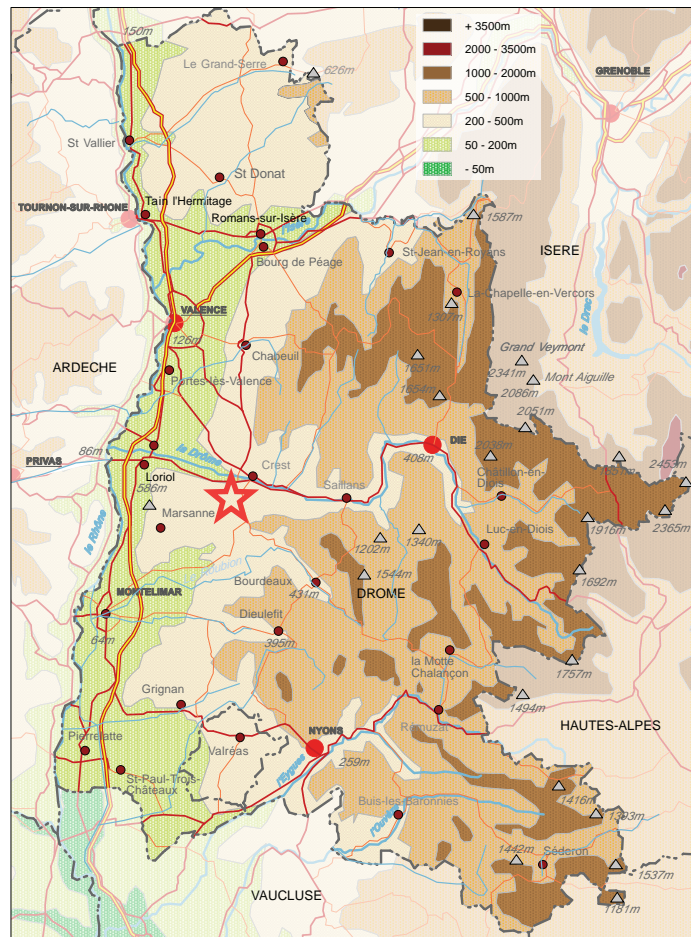 150m
Le Grand-Serre
626m
+ 3500m
2000 - 3500m
1000 - 2000m
500 - 1000m
200 - 500m
50 - 200m
- 50m
GRENOBLE
St Vallier
St Donat
TOURNON-SUR-RHONE
Tain l'Hermitage
Romans-sur-Isère
Bourg de Péage
St-Jean-en-Royans
1587m
ISERE
La-Chapelle-en-Vercors
1307m
le Drac
VALENCE
126m
Chabeuil
ARDECHE
Portes-lès-Valence
1651m
1654m
Grand Veymont
2341m
Mont Aiguille
2086m
2051m
PRIVAS
86m
la Drôme
DIE
408m
2036m
2453m
Loriol
586m
Crest
Saillans
Châtillon-en-
Diois
Marsanne
le Rhône
1202m
1340m
Luc-en-Diois
1916m
2365m
Bourdeaux
431m
1544m
DROME
1692m
MONTELIMAR
64m
Dieulefit
395m
la Motte
Chalançon
1757m
Grignan
1494m
HAUTES-ALPES
Rémuzat
Pierrelatte
Valréas
NYONS
259m
St-Paul-Trois-
Châteaux
l'Eygues
Buis-les-Baronnies
l'ouvèze
1416m
1393m
1442m
Séderon
1537m
VAUCLUSE
1181m